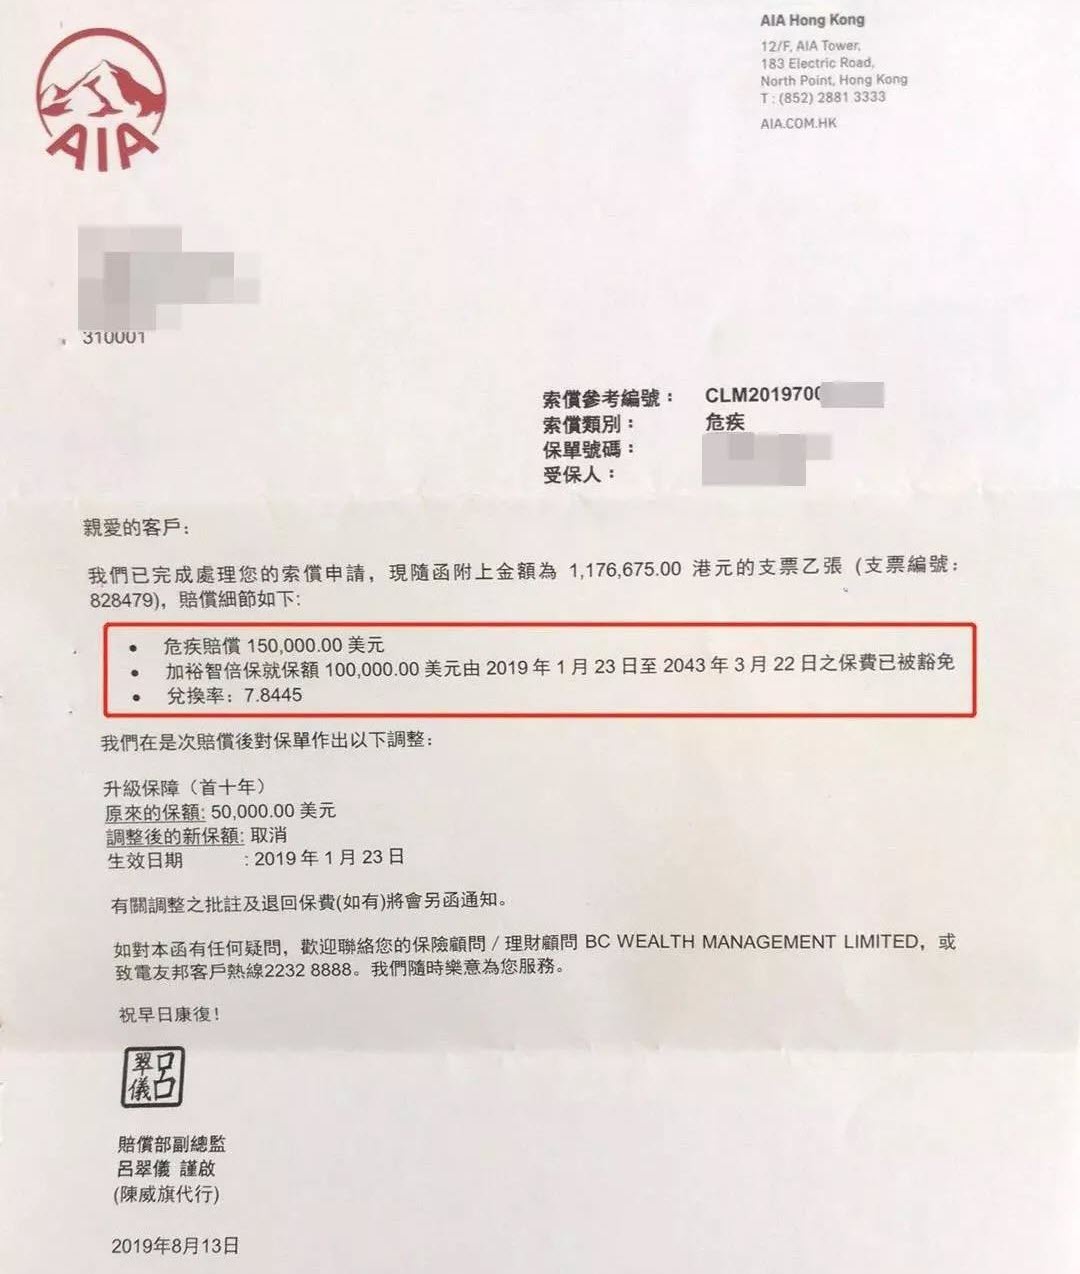 AIA
AIA Hong Kong
12/F, AIA Tower,
183 Electric Road,
North Point, Hong Kong
T : (852) 2881 3333
AIA.COM.HK
310001
索償參考編號： CLM2019700
索償類別： 危疾
保單號碼：
受保人：
親愛的客戶:
我們已完成處理您的索償申請，現隨函附上金額為 1,176,675.00 港元的支票乙張 (支票編號:
828479)，賠償細節如下:
• 危疾賠償 150,000.00 美元
• 加裕智倍保就保額 100,000.00 美元由 2019 年 1 月 23 日至 2043 年 3 月 22 日之保費已被豁免
• 兌換率：7.8445
我們在是次賠償後對保單作出以下調整：
升級保障（首十年）
原來的保額: 50,000.00 美元
調整後的新保額: 取消
生效日期 : 2019 年 1 月 23 日
有關調整之批註及退回保費(如有)將會另函通知。
如對本函有任何疑問，歡迎聯絡您的保險顧問 / 理財顧問 BC WEALTH MANAGEMENT LIMITED，或
致電友邦客戶熱線2232 8888。我們隨時樂意為您服務。
祝早日康復!
呂翠儀
賠償部副總監
呂翠儀 謹啟
(陳威旗代行)
2019年8月13日